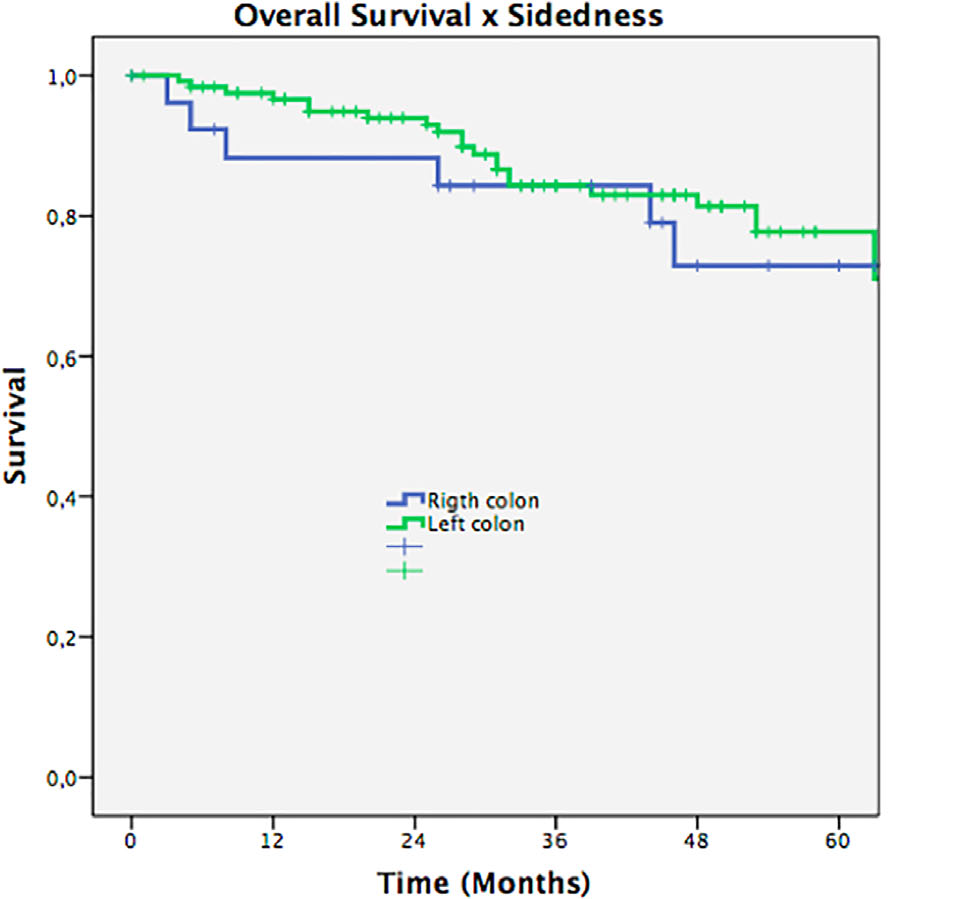 Overall Survival x Sidedness
1,0
0,8
0,6
0,4
0,2
0,0
Survival
Rigth colon
Left colon
0 12 24 36 48 60
Time (Months)